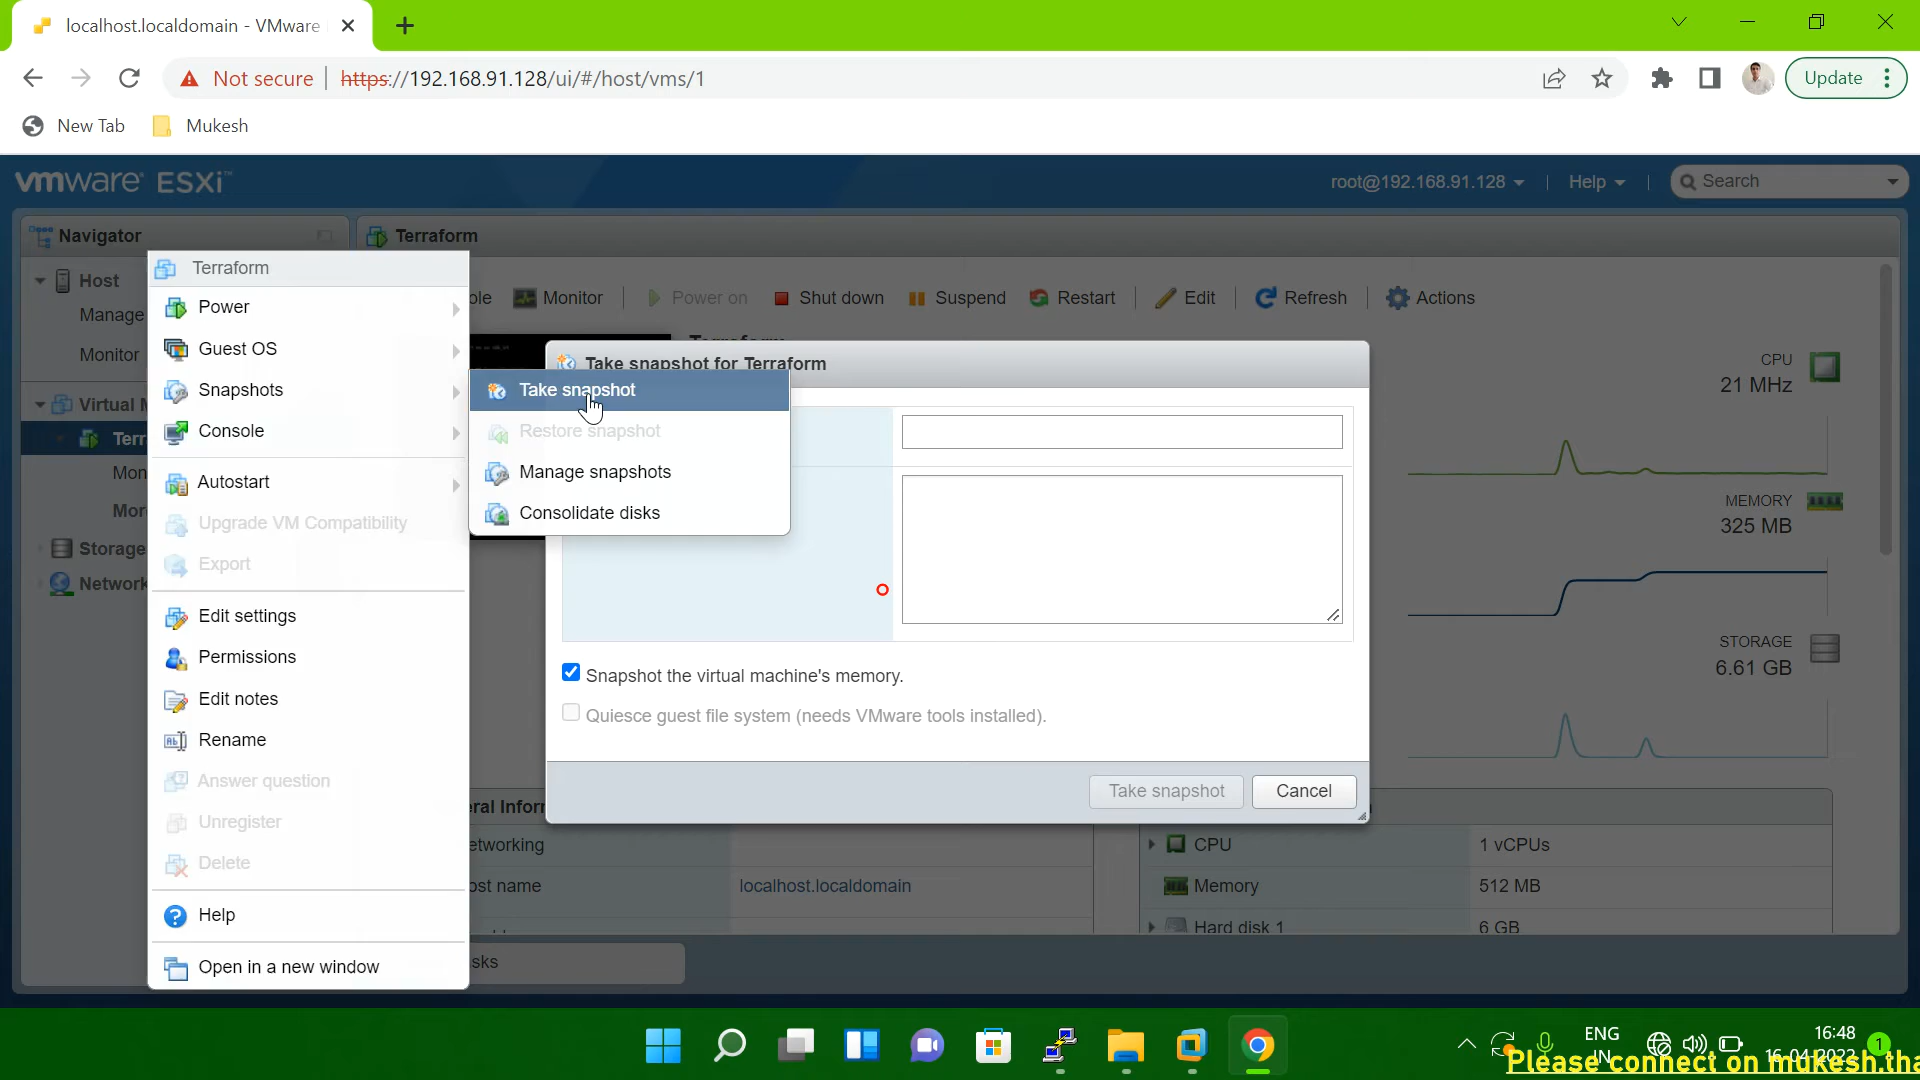 localhost.localdomain - VMware
Not secure
https://192.168.91.128/ui/#/host/vms/1
Update
New Tab
Mukesh
vmware ESXi™
root@192.168.91.128
Help
Search
Navigator
Terraform
Host
Manage
Monitor
Terraform
Power
Guest OS
Snapshots
Console
Autostart
Upgrade VM Compatibility
Export
Edit settings
Permissions
Edit notes
Rename
Answer question
Unregister
Delete
Help
Open in a new window
Monitor
Power on
Shut down
Suspend
Restart
Edit
Refresh
Actions
Take snapshot for Terraform
Take snapshot
Restore snapshot
Manage snapshots
Consolidate disks
Snapshot the virtual machine's memory.
Quiesce guest file system (needs VMware tools installed).
Take snapshot
Cancel
CPU
21 MHz
MEMORY
325 MB
STORAGE
6.61 GB
localhost.localdomain
CPU
1 vCPUs
Memory
512 MB
Hard disk 1
6 GB
Storage
ENG
IN
16:48
16-04-2022
1
Please connect on mukesh.tha